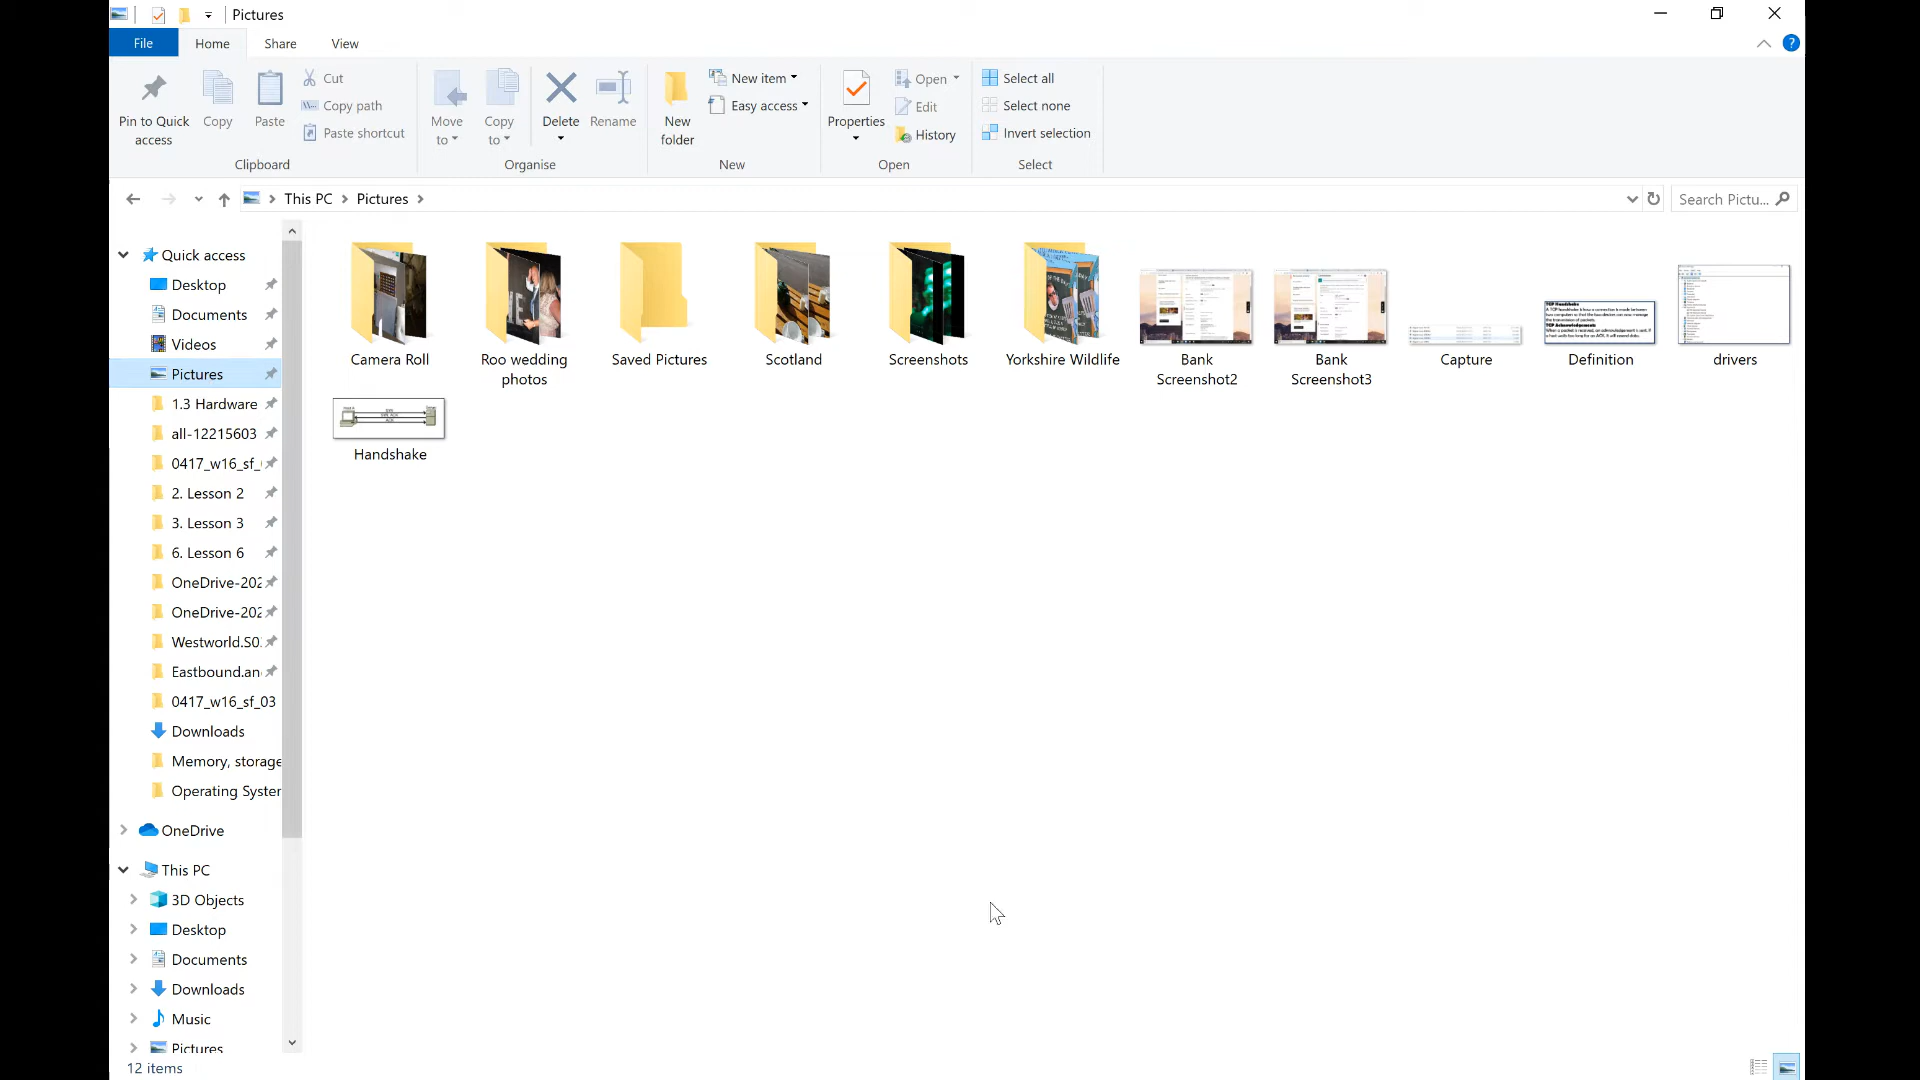 Pictures
File Home Share View
Pin to Quick access
Copy
Paste
Cut
Copy path
Paste shortcut
Clipboard
Move to
Copy to
Delete
Rename
Organise
New folder
New item
Easy access
New
Properties
Open
Edit
History
Open
Select all
Select none
Invert selection
Select
This PC Pictures
Search Pictu...
Quick access
Desktop
Documents
Videos
Pictures
1.3 Hardware
all-12215603
0417_w16_sf_
2. Lesson 2
3. Lesson 3
6. Lesson 6
OneDrive-202
OneDrive-202
Westworld.S0
Eastbound.an
0417_w16_sf_03
Downloads
Memory, storage
Operating Syster
OneDrive
This PC
3D Objects
Desktop
Documents
Downloads
Music
Pictures
Camera Roll
Roo wedding photos
Saved Pictures
Scotland
Screenshots
Yorkshire Wildlife
Bank Screenshot2
Bank Screenshot3
Capture
TCP Handshake
TCP Acknowledgements
Definition
drivers
Handshake
12 items